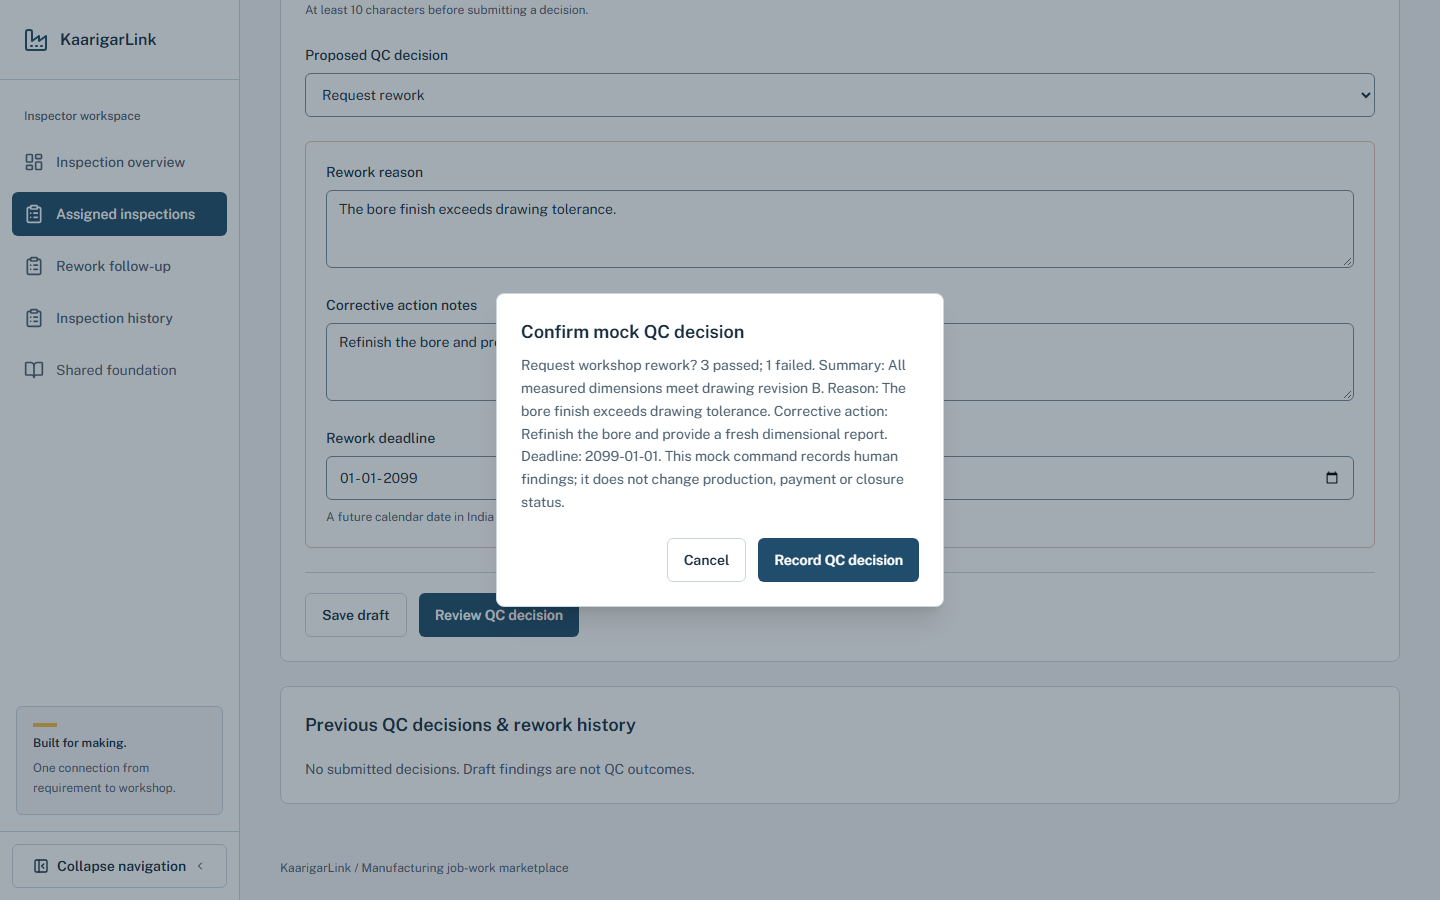 KaarigarLink
Inspector workspace
Inspection overview
Assigned inspections
Rework follow-up
Inspection history
Shared foundation
Built for making.
One connection from
requirement to workshop.
Collapse navigation
At least 10 characters before submitting a decision.
Proposed QC decision
Request rework
Rework reason
The bore finish exceeds drawing tolerance.
Corrective action notes
Refinish the bore and
Rework deadline
01-01-2099
A future calendar date in India
Save draft
Review QC decision
Confirm mock QC decision
Request workshop rework? 3 passed; 1 failed. Summary: All
measured dimensions meet drawing revision B. Reason: The
bore finish exceeds drawing tolerance. Corrective action:
Refinish the bore and provide a fresh dimensional report.
Deadline: 2099-01-01. This mock command records human
findings; it does not change production, payment or closure
status.
Cancel
Record QC decision
Previous QC decisions & rework history
No submitted decisions. Draft findings are not QC outcomes.
KaarigarLink / Manufacturing job-work marketplace